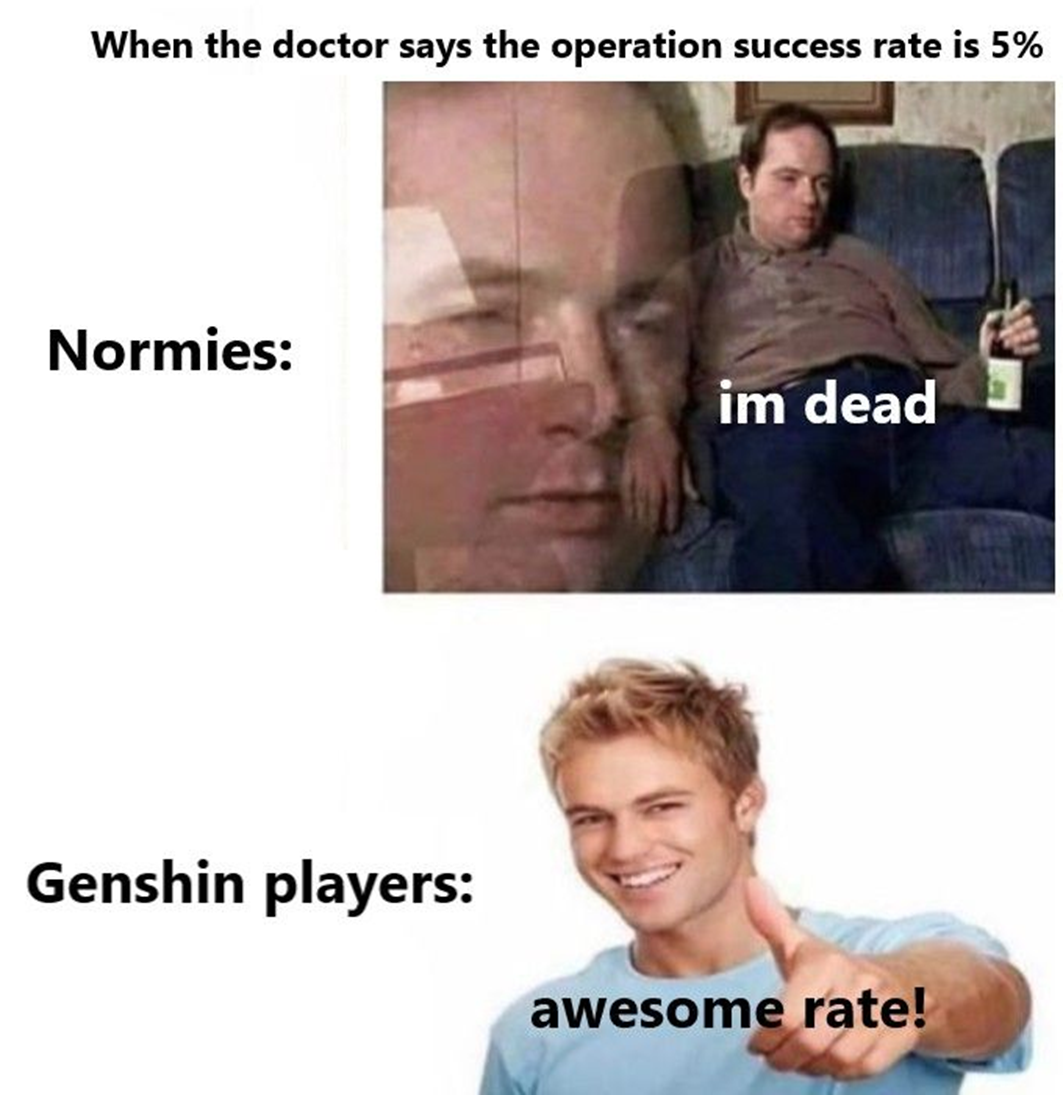 When the doctor says the operation success rate is 5%
Normies:
im dead
Genshin players:
awesome rate!